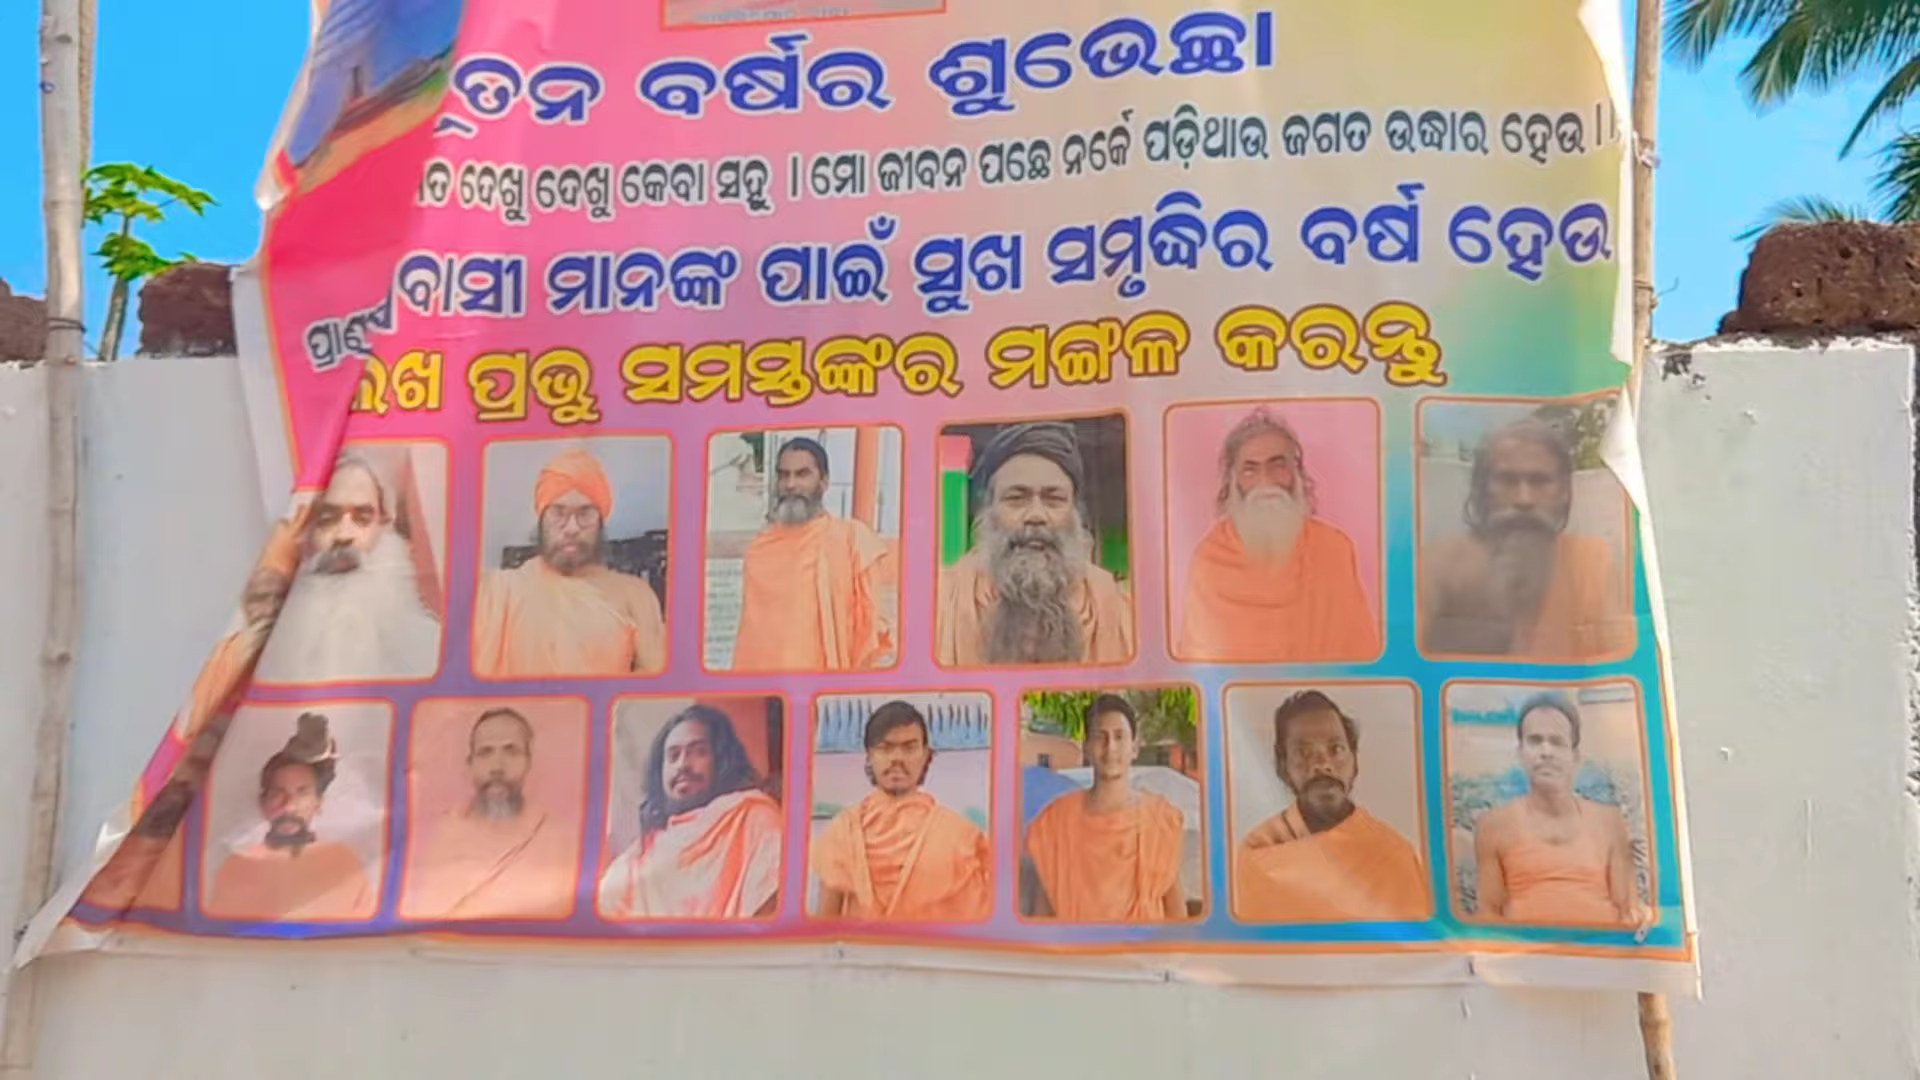 ନୂତନ ବର୍ଷର ଶୁଭେଚ୍ଛା
ଦେଖୁ ଦେଖୁ କେବା ସହୁ । ମୋ ଜୀବନ ପଛେ ନର୍କେ ପଡ଼ିଥାଉ ଜଗତ ଉଦ୍ଧାର ହେଉ ।।
ବାସୀ ମାନଙ୍କ ପାଇଁ ସୁଖ ସମୃଦ୍ଧିର ବର୍ଷ ହେଉ
ପ୍ରଭୁ ସମସ୍ତଙ୍କର ମଙ୍ଗଳ କରନ୍ତୁ